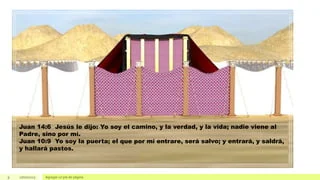 Juan 14:6 Jesús le dijo: Yo soy el camino, y la verdad, y la vida; nadie viene al
Padre, sino por mí.
Juan 10:9 Yo soy la puerta; el que por mí entrare, será salvo; y entrará, y saldrá,
y hallará pastos.
Agregar un pie de página